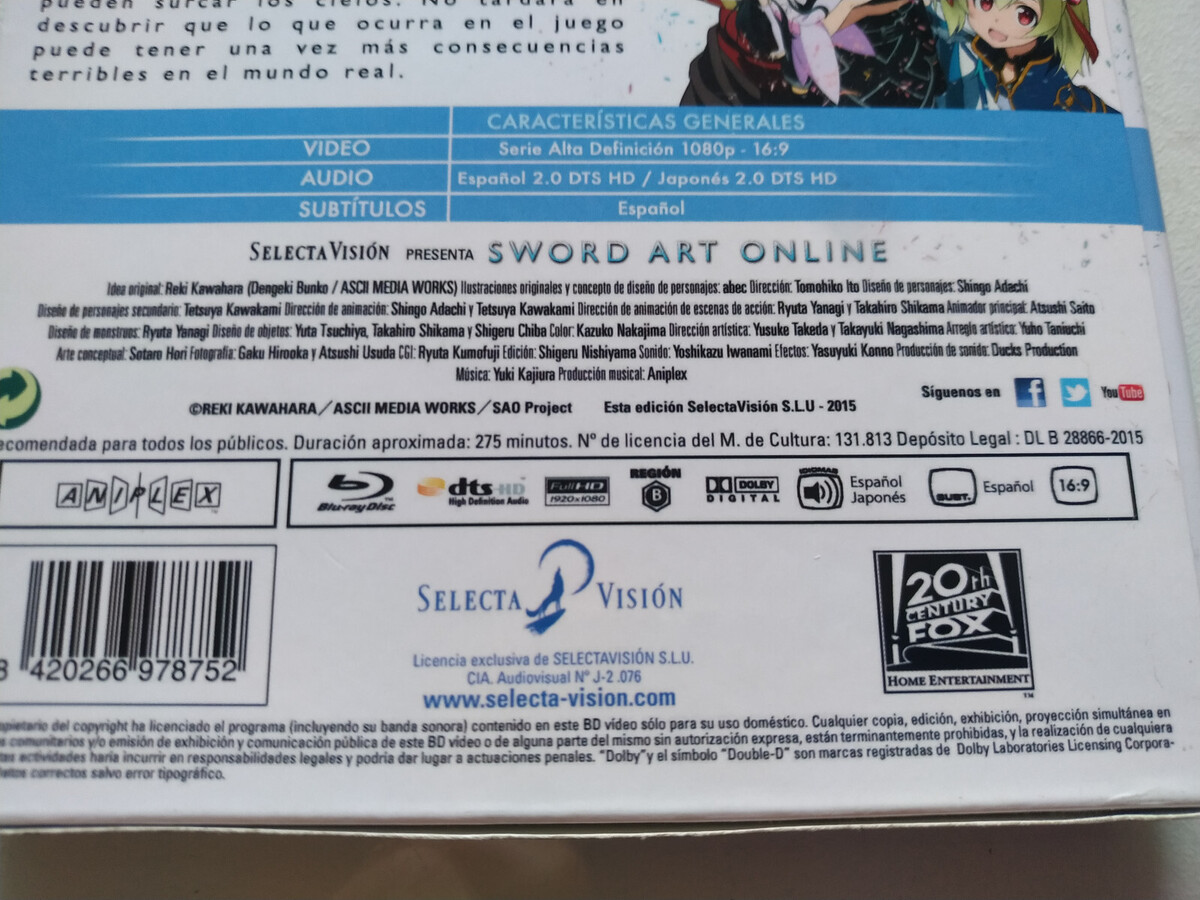 pueden surcar los cielos. No tardará en
descubrir que lo que ocurra en el juego
puede tener una vez más consecuencias
terribles en el mundo real.
CARACTERÍSTICAS GENERALES
VIDEO Serie Alta Definición 1080p - 16:9
AUDIO Español 2.0 DTS HD / Japonés 2.0 DTS HD
SUBTÍTULOS Español
SELECTAVISIÓN PRESENTA SWORD ART ONLINE
Idea original: Reki Kawahara (Dengeki Bunko / ASCII MEDIA WORKS) Ilustraciones originales y concepto de diseño de personajes: abec Dirección: Tomohiko Ito Diseño de personajes: Shingo Adachi
Diseño de personajes secundario: Tetsuya Kawakami Dirección de animación: Shingo Adachi y Tetsuya Kawakami Dirección de animación de escenas de acción: Ryuta Yanagi y Takahiro Shikama Animador principal: Atsushi Saito
Diseño de monstruos: Ryuta Yanagi Diseño de objetos: Yuta Tsuchiya, Takahiro Shikama y Shigeru Chiba Color: Kazuko Nakajima Dirección artística: Yusuke Takeda y Takayuki Nagashima Arreglo artístico: Yuho Taniuchi
Arte conceptual: Sotaro Hori Fotografía: Gaku Hirooka y Atsushi Usuda CGI: Ryuta Kumofuji Edición: Shigeru Nishiyama Sonido: Yoshikazu Iwanami Efectos: Yasuyuki Konno Producción de sonido: Ducks Production
Música: Yuki Kajiura Producción musical: Aniplex
Síguenos en f YouTube
©REKI KAWAHARA/ASCII MEDIA WORKS/SAO Project Esta edición SelectaVisión S.L.U - 2015
ecomendada para todos los públicos. Duración aproximada: 275 minutos. Nº de licencia del M. de Cultura: 131.813 Depósito Legal : DL B 28866-2015
ANIPLEX
Blu-ray Disc
dts-HD
High Definition Audio
Full HD
1920x1080
REGIÓN
B
DOLBY
DIGITAL
IDIOMAS
Español
Japonés
SUBT.
Español
16:9
8 420266 978752
SELECTA VISIÓN
Licencia exclusiva de SELECTAVISIÓN S.L.U.
CIA. Audiovisual Nº J-2 .076
www.selecta-vision.com
20th
CENTURY
FOX
HOME ENTERTAINMENT
TM
opietario del copyright ha licenciado el programa (incluyendo su banda sonora) contenido en este BD vídeo sólo para su uso doméstico. Cualquier copia, edición, exhibición, proyección simultánea en
s comunitarios y/o emisión de exhibición y comunicación pública de este BD vídeo o de alguna parte del mismo sin autorización expresa, están terminantemente prohibidas, y la realización de cualquiera
tas actividades haría incurrir en responsabilidades legales y podría dar lugar a actuaciones penales. "Dolby" y el símbolo "Double-D" son marcas registradas de Dolby Laboratories Licensing Corpora-
atos correctos salvo error tipográfico.